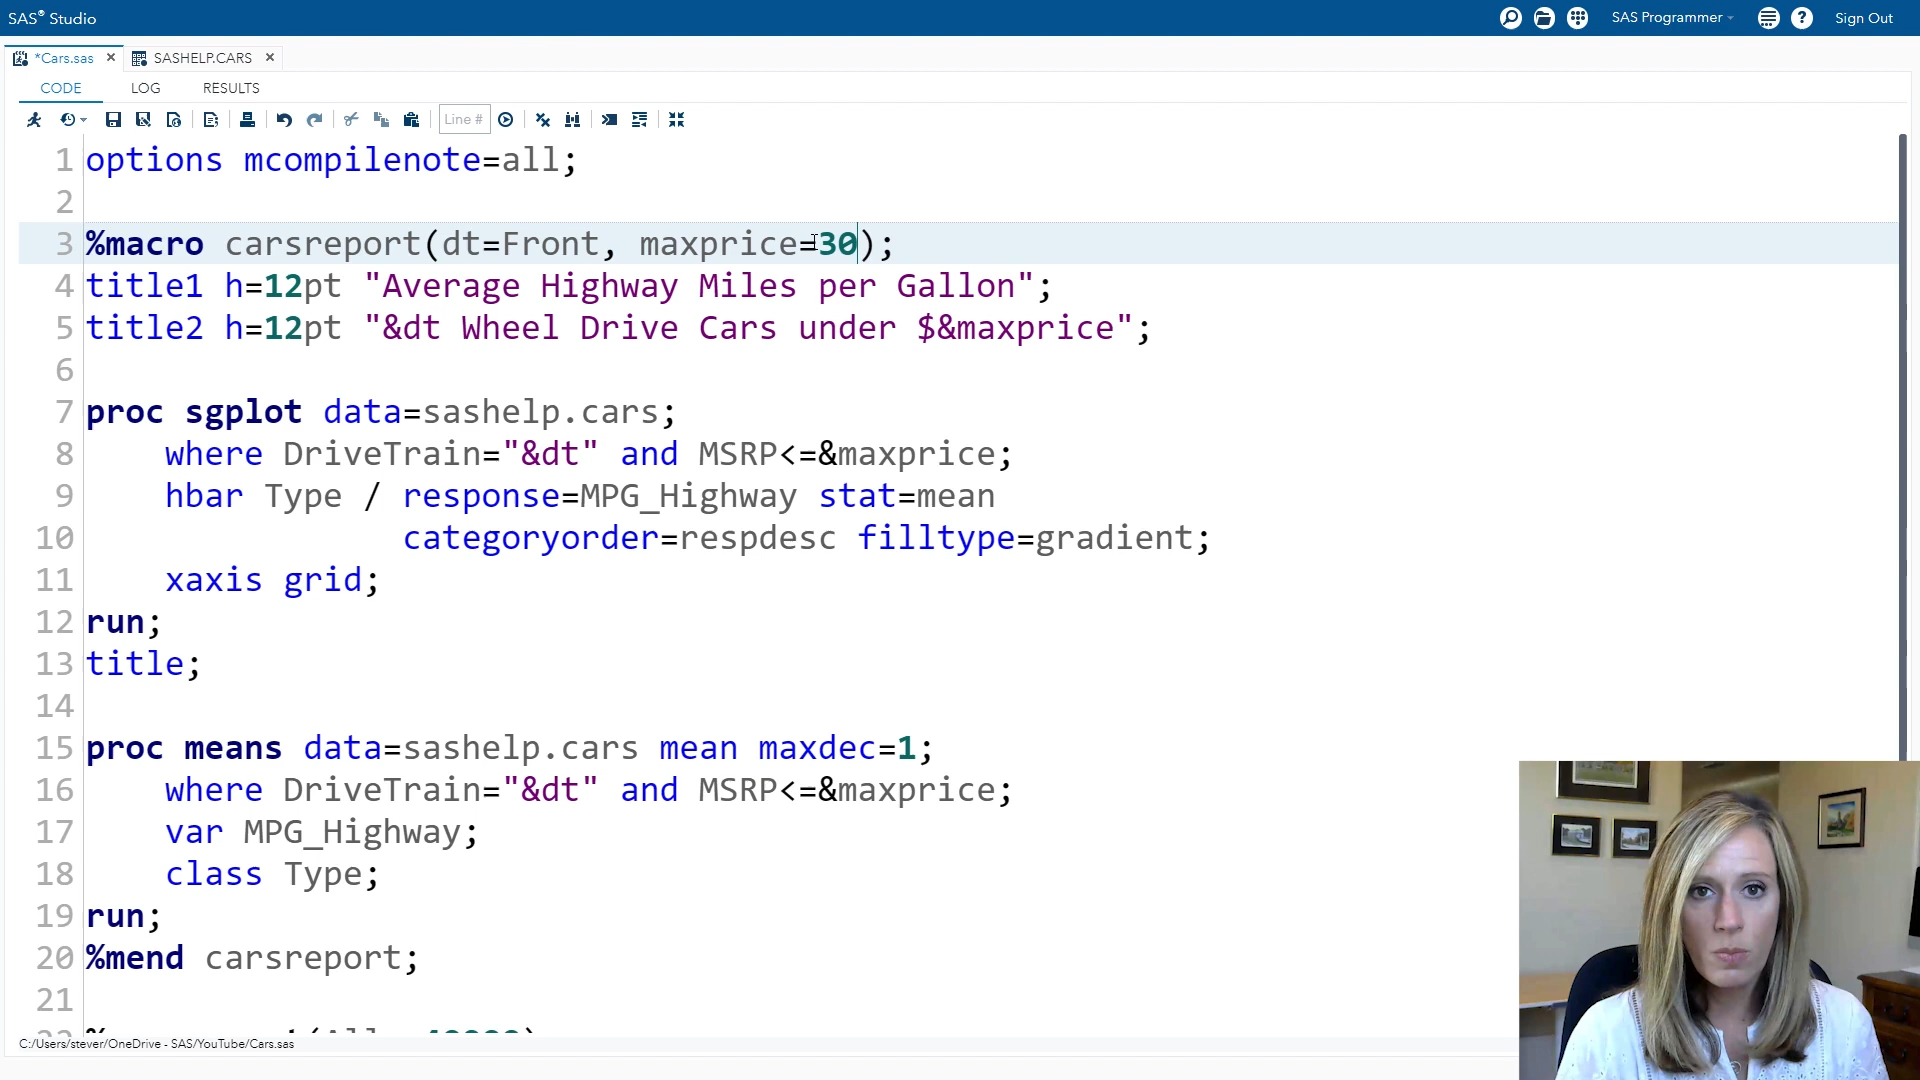 SAS® Studio
SAS Programmer
Sign Out
*Cars.sas
SASHELP.CARS
CODE LOG RESULTS
Line #
1 options mcompilenote=all;
2
3 %macro carsreport(dt=Front, maxprice=30);
4 title1 h=12pt "Average Highway Miles per Gallon";
5 title2 h=12pt "&dt Wheel Drive Cars under $&maxprice";
6
7 proc sgplot data=sashelp.cars;
8 where DriveTrain="&dt" and MSRP<=&maxprice;
9 hbar Type / response=MPG_Highway stat=mean
10 categoryorder=respdesc filltype=gradient;
11 xaxis grid;
12 run;
13 title;
14
15 proc means data=sashelp.cars mean maxdec=1;
16 where DriveTrain="&dt" and MSRP<=&maxprice;
17 var MPG_Highway;
18 class Type;
19 run;
20 %mend carsreport;
21
C:/Users/stever/OneDrive - SAS/YouTube/Cars.sas